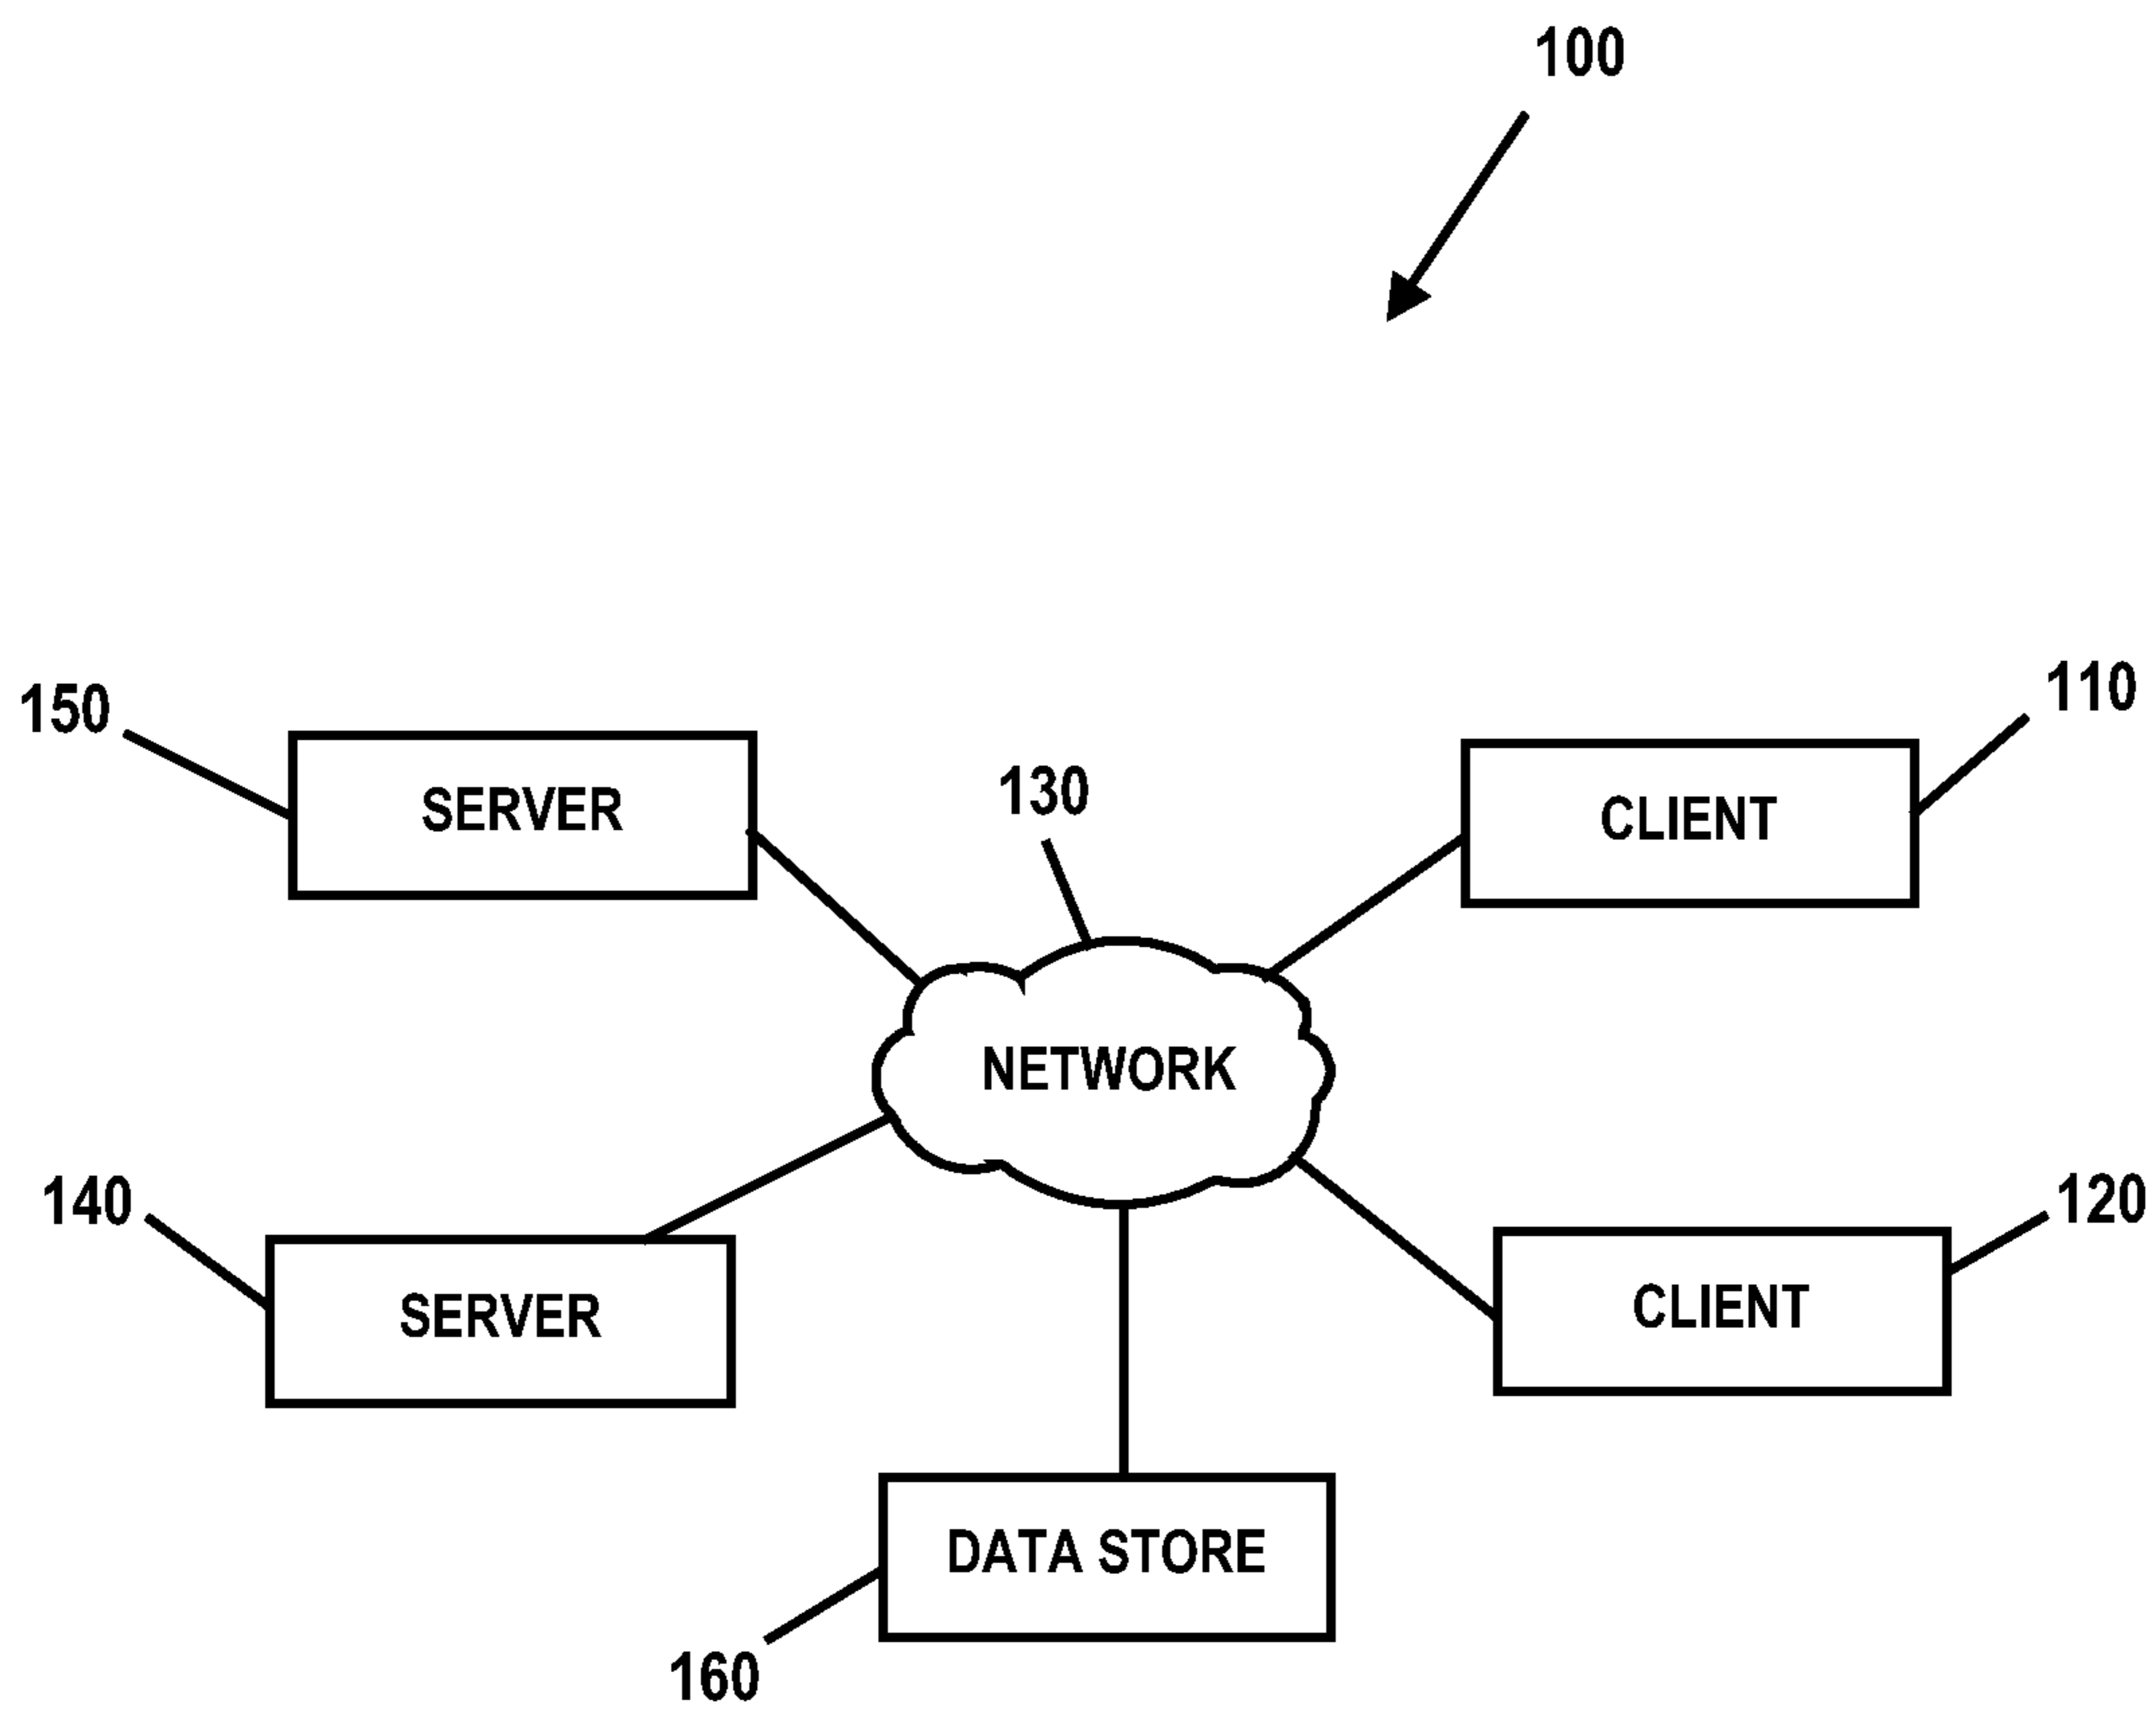 100
150
110
SERVER
130
CLIENT
NETWORK
140
120
SERVER
CLIENT
DATA STORE
160